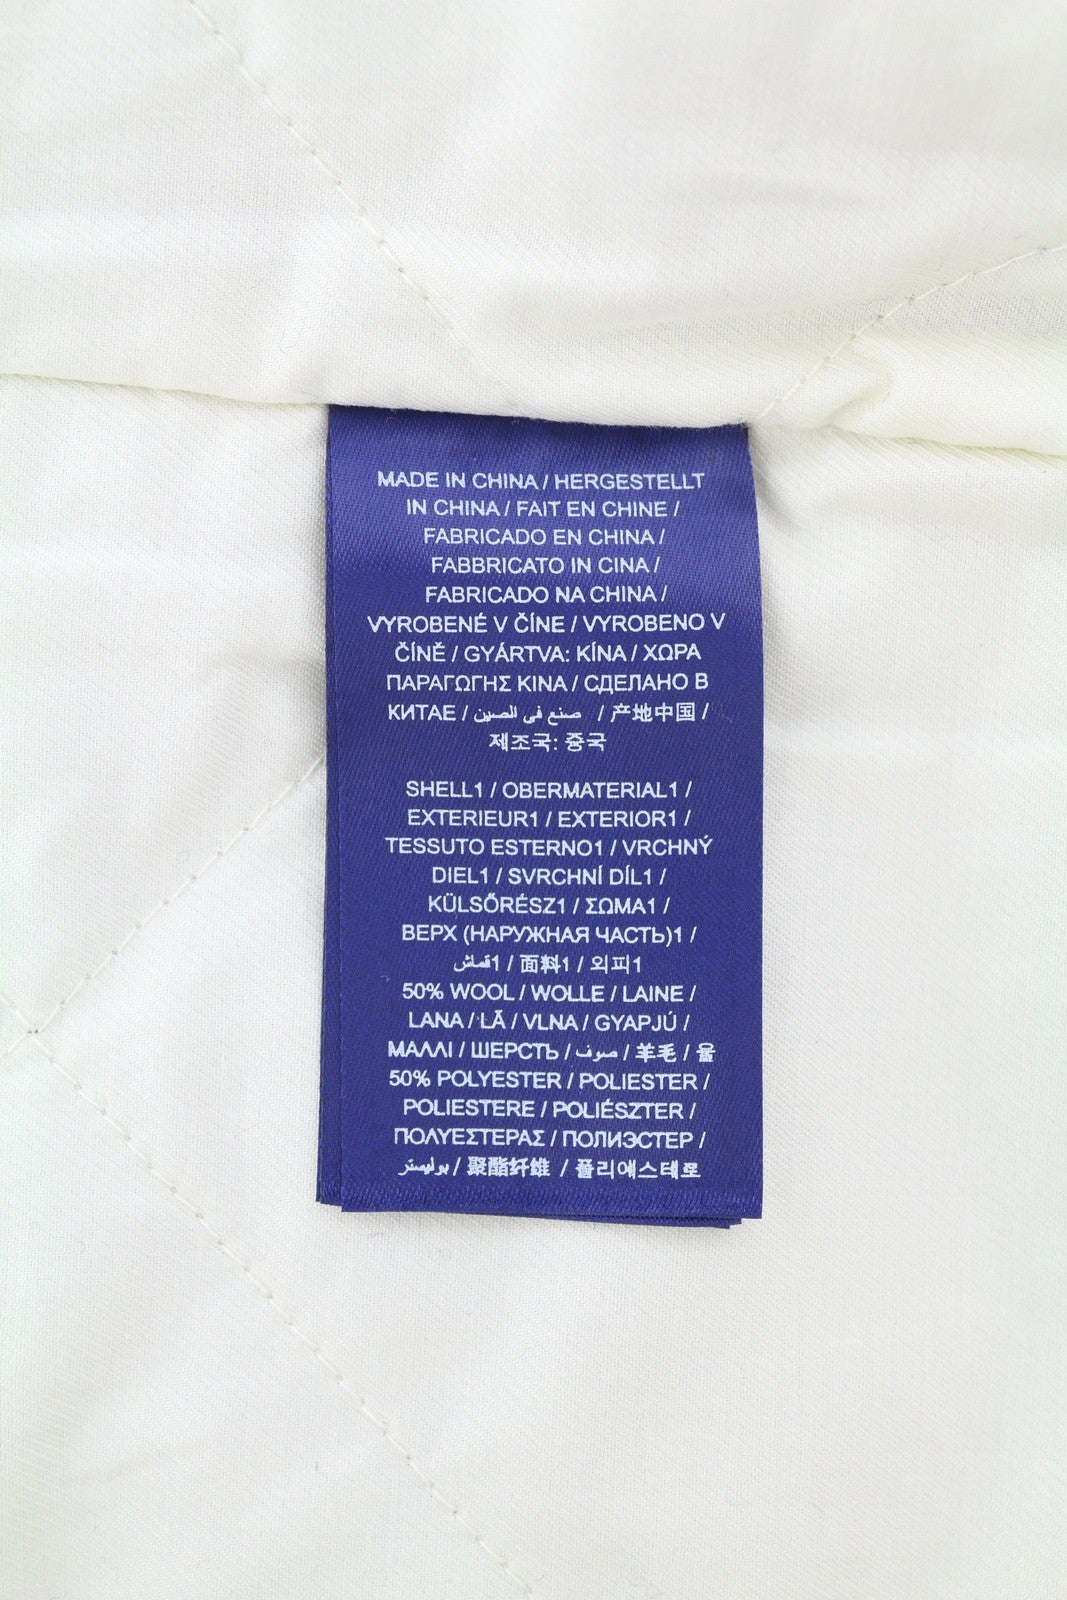 MADE IN CHINA / HERGESTELLT
IN CHINA / FAIT EN CHINE /
FABRICADO EN CHINA /
FABBRICATO IN CINA /
FABRICADO NA CHINA /
VYROBENÉ V ČÍNE / VYROBENO V
ČÍNĚ / GYÁRTVA: KÍNA / ΧΩΡΑ
ΠΑΡΑΓΩΓΗΣ ΚΙΝΑ / СДЕЛАНО В
КИТАЕ / صنع في الصين / 产地中国 /
제조국: 중국
SHELL1 / OBERMATERIAL1 /
EXTERIEUR1 / EXTERIOR1 /
TESSUTO ESTERNO1 / VRCHNÝ
DIEL1 / SVRCHNÍ DÍL1 /
KÜLSŐRÉSZ1 / ΣΩΜΑ1 /
ВЕРХ (НАРУЖНАЯ ЧАСТЬ)1 /
قماش1 / 面料1 / 외피1
50% WOOL / WOLLE / LAINE /
LANA / LÃ / VLNA / GYAPJÚ /
ΜΑΛΛΙ / ШЕРСТЬ / صوف / 羊毛 / 울
50% POLYESTER / POLIESTER /
POLIESTERE / POLIÉSZTER /
ΠΟΛΥΕΣΤΕΡΑΣ / ПОЛИЭСТЕР /
بوليستر / 聚酯纤维 / 폴리에스테로